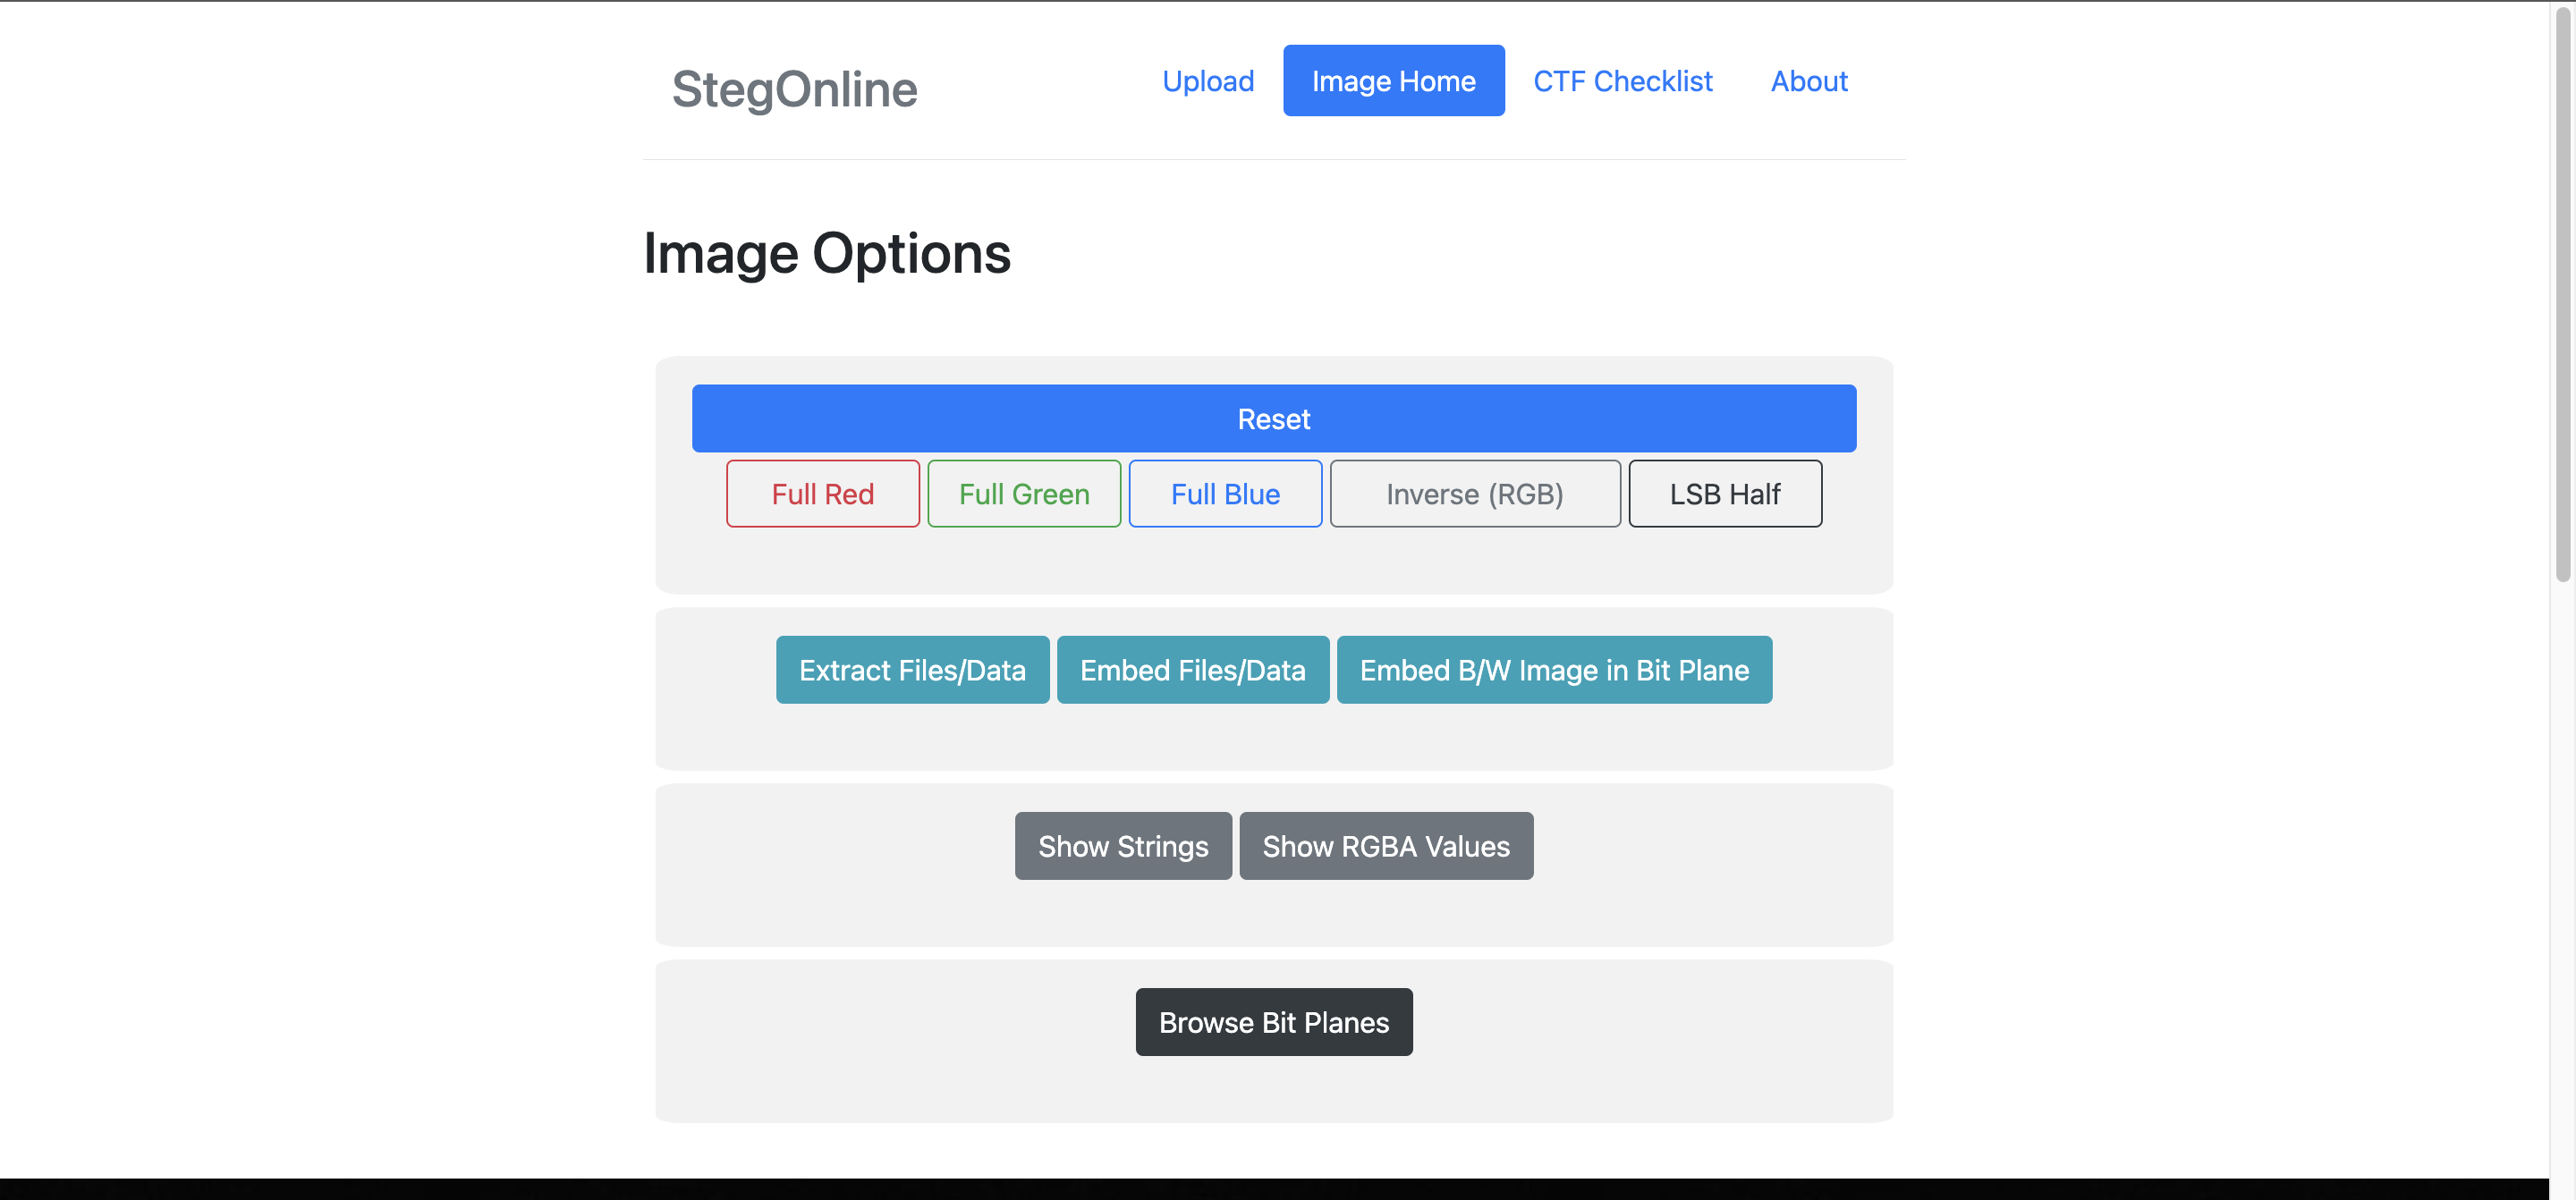 StegOnline Upload Image Home CTF Checklist About
Image Options
Reset
Full Red Full Green Full Blue Inverse (RGB) LSB Half
Extract Files/Data Embed Files/Data Embed B/W Image in Bit Plane
Show Strings Show RGBA Values
Browse Bit Planes